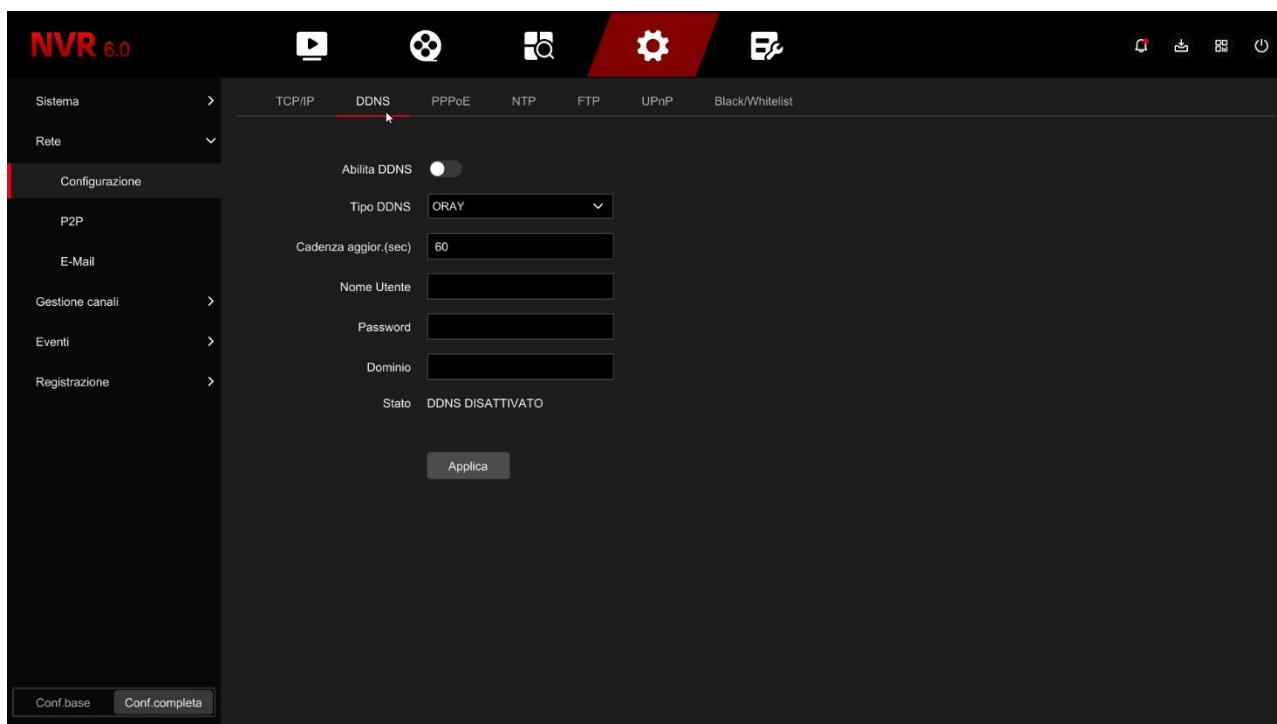 NVR 6.0
Sistema
Rete
Configurazione
P2P
E-Mail
Gestione canali
Eventi
Registrazione
Conf.base Conf.completa
TCP/IP DDNS PPPoE NTP FTP UPnP Black/Whitelist
Abilita DDNS
Tipo DDNS ORAY
Cadenza aggior.(sec) 60
Nome Utente
Password
Dominio
Stato DDNS DISATTIVATO
Applica